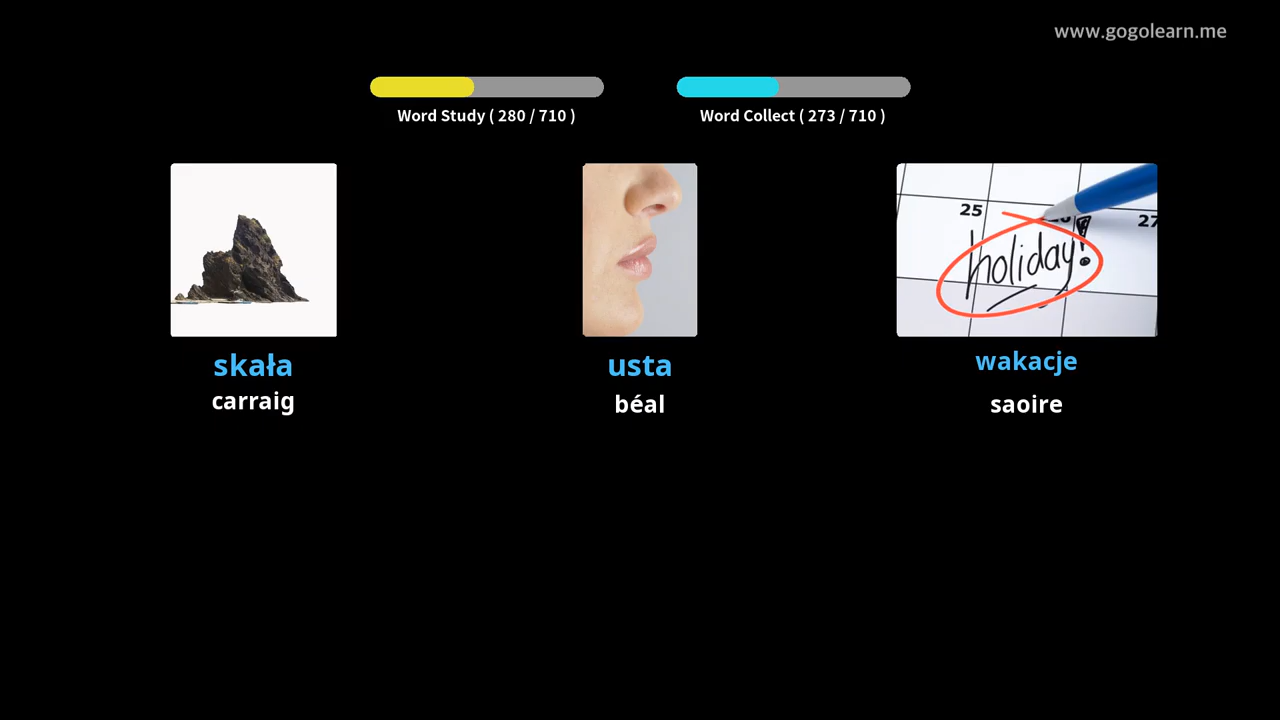 www.gogolearn.me
Word Study ( 280 / 710 )
Word Collect ( 273 / 710 )
25
27
holiday!
skała
usta
wakacje
carraig
béal
saoire